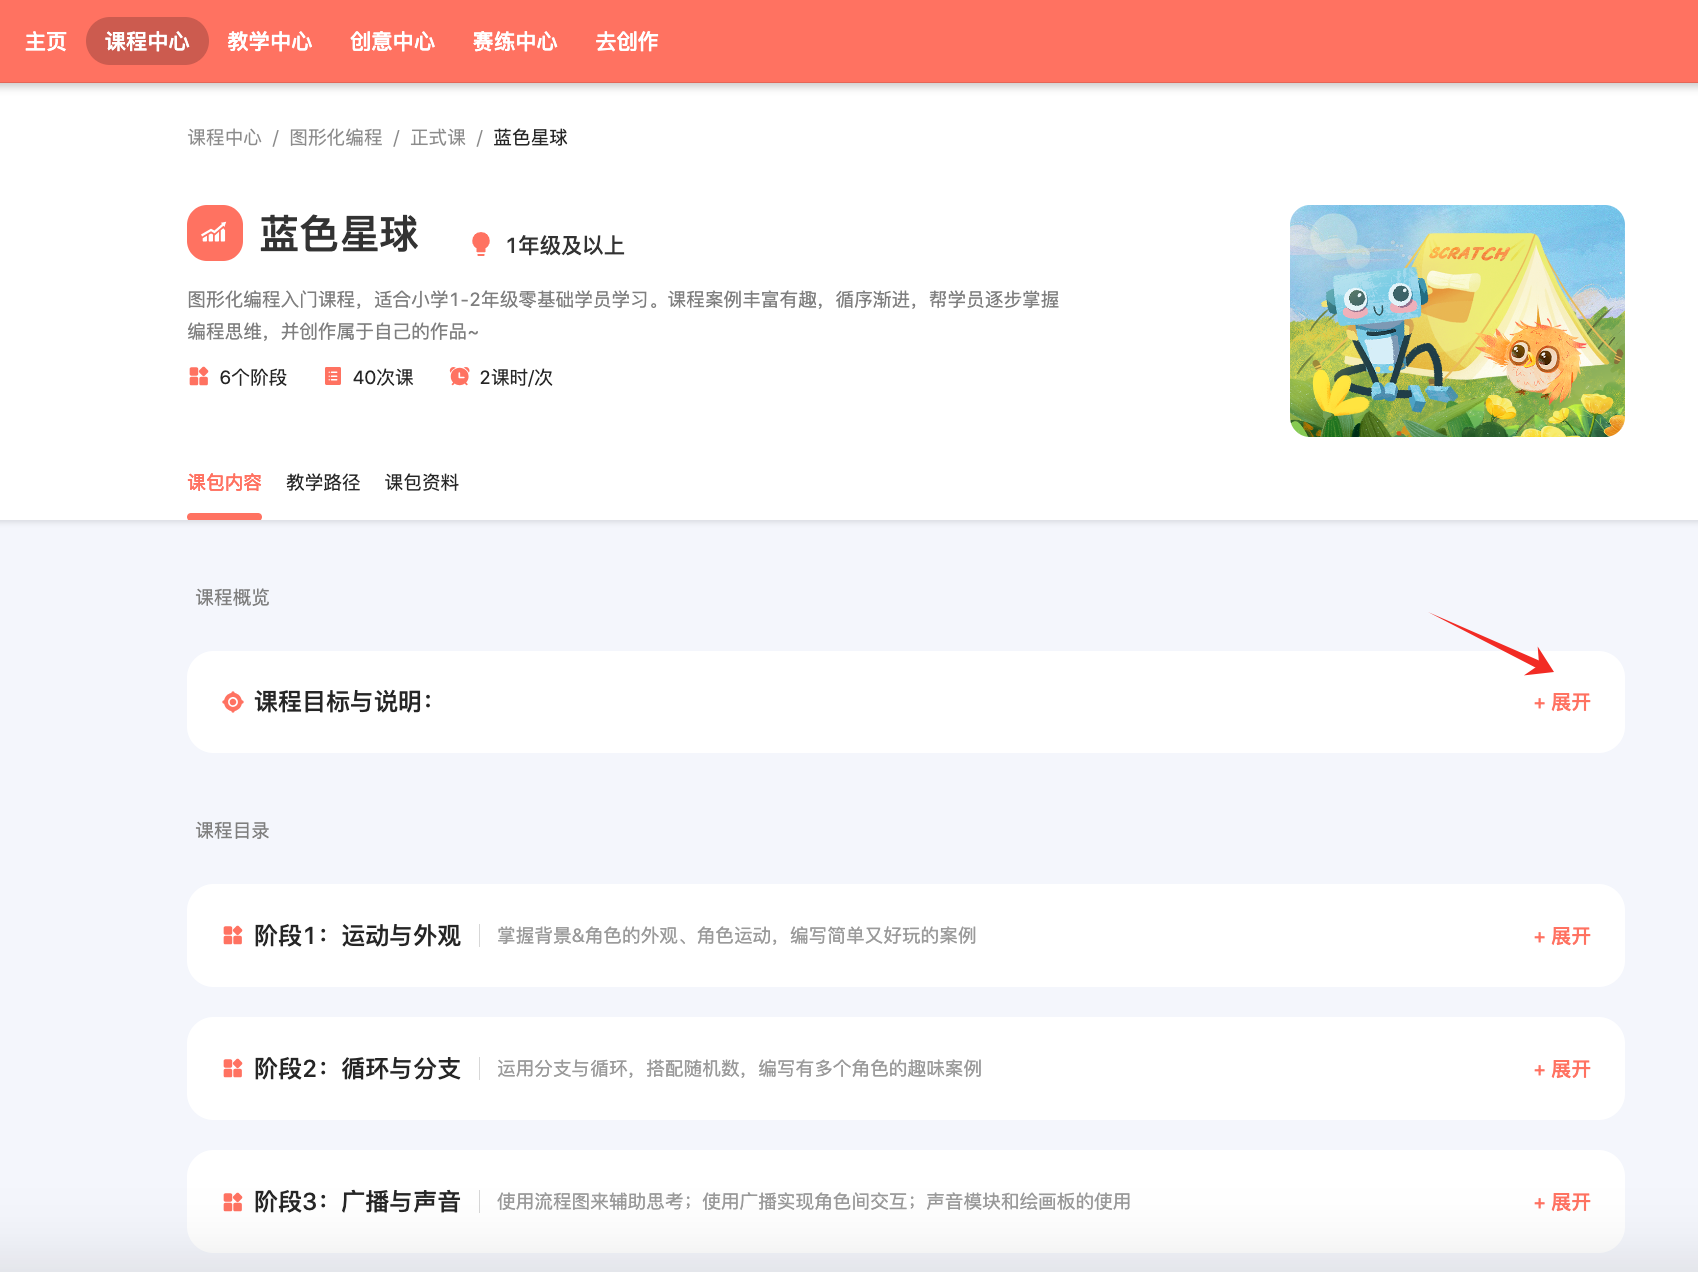 主页 课程中心 教学中心 创意中心 赛练中心 去创作
课程中心 / 图形化编程 / 正式课 / 蓝色星球
蓝色星球 1年级及以上
SCRATCH
图形化编程入门课程，适合小学1-2年级零基础学员学习。课程案例丰富有趣，循序渐进，帮学员逐步掌握
编程思维，并创作属于自己的作品~
6个阶段 40次课 2课时/次
课包内容 教学路径 课包资料
课程概览
课程目标与说明： + 展开
课程目录
阶段1：运动与外观 掌握背景&角色的外观、角色运动，编写简单又好玩的案例 + 展开
阶段2：循环与分支 运用分支与循环，搭配随机数，编写有多个角色的趣味案例 + 展开
阶段3：广播与声音 使用流程图来辅助思考；使用广播实现角色间交互；声音模块和绘画板的使用 + 展开